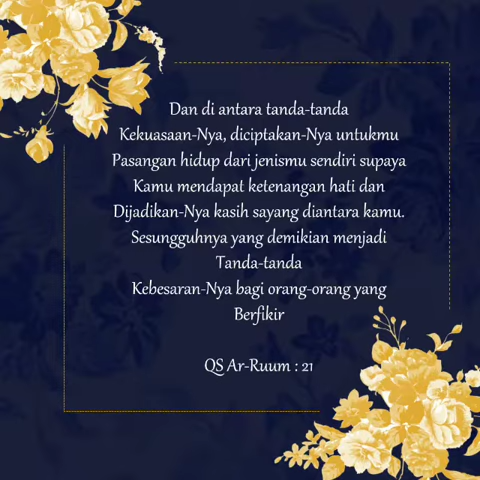 Dan di antara tanda-tanda
Kekuasaan-Nya, diciptakan-Nya untukmu
Pasangan hidup dari jenismu sendiri supaya
Kamu mendapat ketenangan hati dan
Dijadikan-Nya kasih sayang diantara kamu.
Sesungguhnya yang demikian menjadi
Tanda-tanda
Kebesaran-Nya bagi orang-orang yang
Berfikir
QS Ar-Ruum : 21